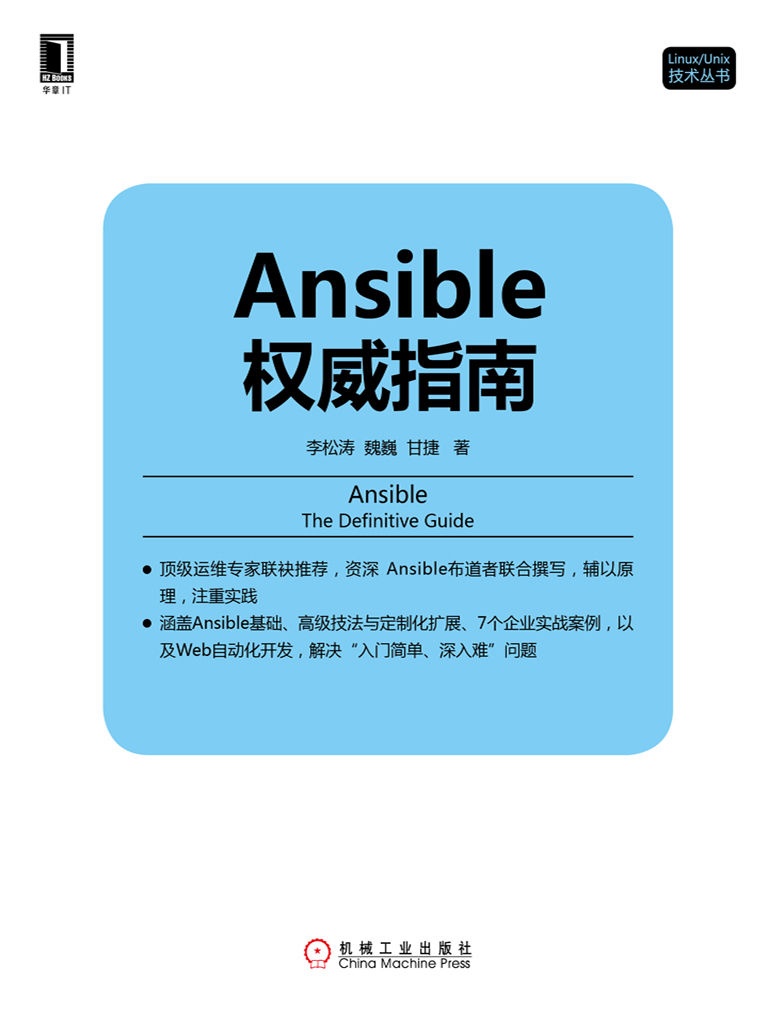 HZ BOOKS
华章 IT
Linux/Unix
技术丛书
Ansible
权威指南
李松涛 魏巍 甘捷 著
Ansible
The Definitive Guide
● 顶级运维专家联袂推荐，资深 Ansible布道者联合撰写，辅以原
理，注重实践
● 涵盖Ansible基础、高级技法与定制化扩展、7个企业实战案例，以
及Web自动化开发，解决“入门简单、深入难”问题
机械工业出版社
China Machine Press